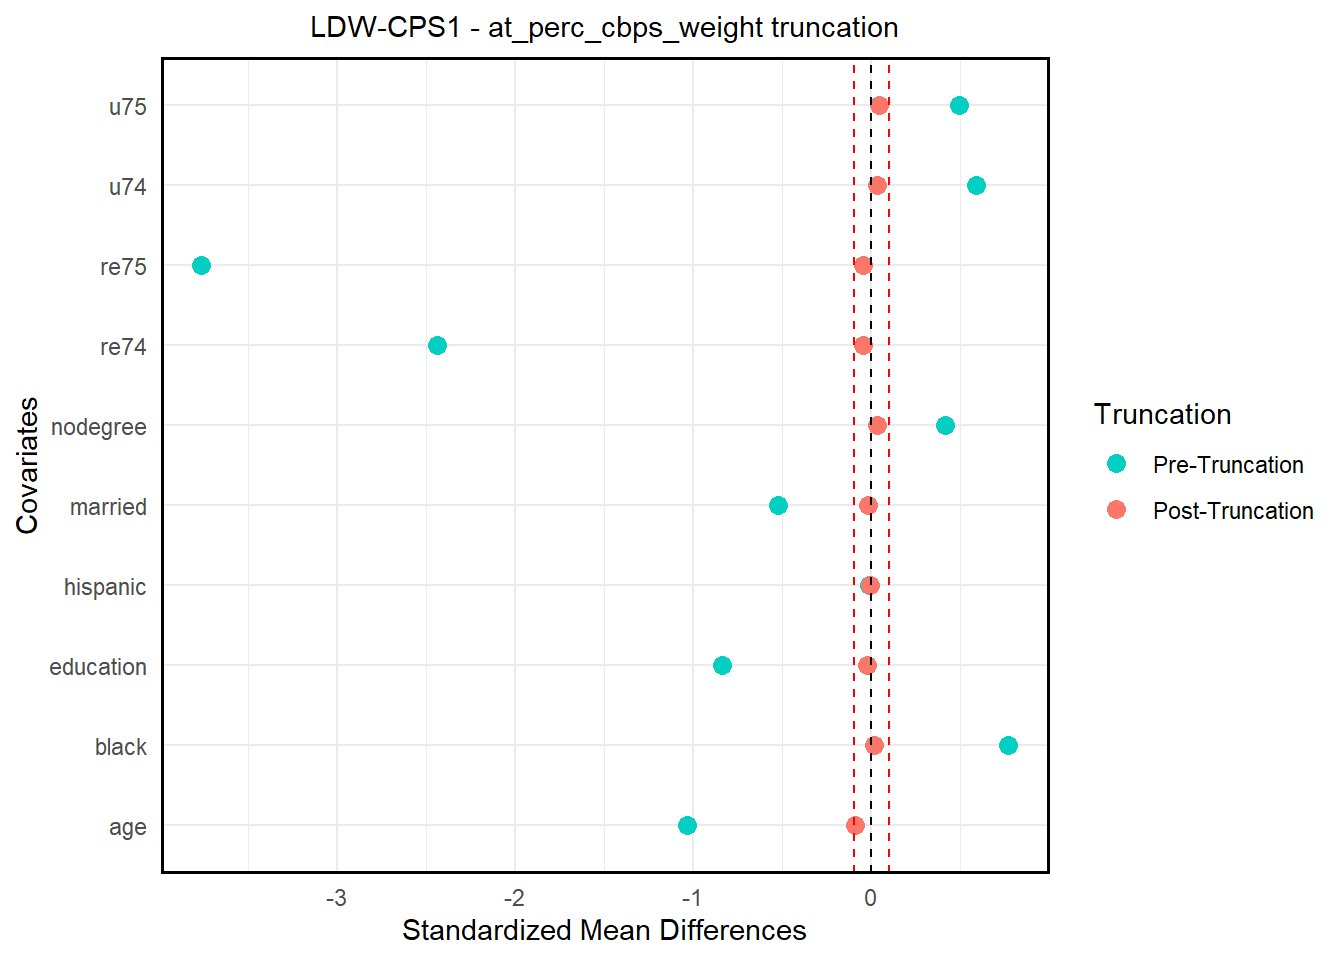 LDW-CPS1 - at_perc_cbps_weight truncation
u75
u74
re75
re74
nodegree
married
hispanic
education
black
age
Covariates
-3
-2
-1
0
Standardized Mean Differences
Truncation
Pre-Truncation
Post-Truncation